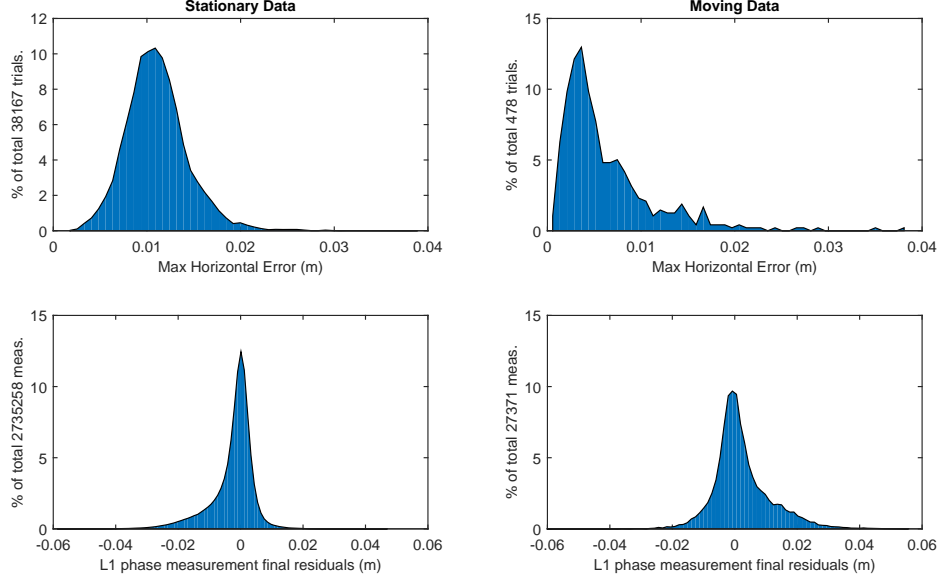 Stationary Data
12
10
8
6
4
2
0
% of total 38167 trials.
0 0.01 0.02 0.03 0.04
Max Horizontal Error (m)
Moving Data
15
10
5
0
% of total 478 trials.
0 0.01 0.02 0.03 0.04
Max Horizontal Error (m)
15
10
5
0
% of total 2735258 meas.
-0.06 -0.04 -0.02 0 0.02 0.04 0.06
L1 phase measurement final residuals (m)
15
10
5
0
% of total 27371 meas.
-0.06 -0.04 -0.02 0 0.02 0.04 0.06
L1 phase measurement final residuals (m)